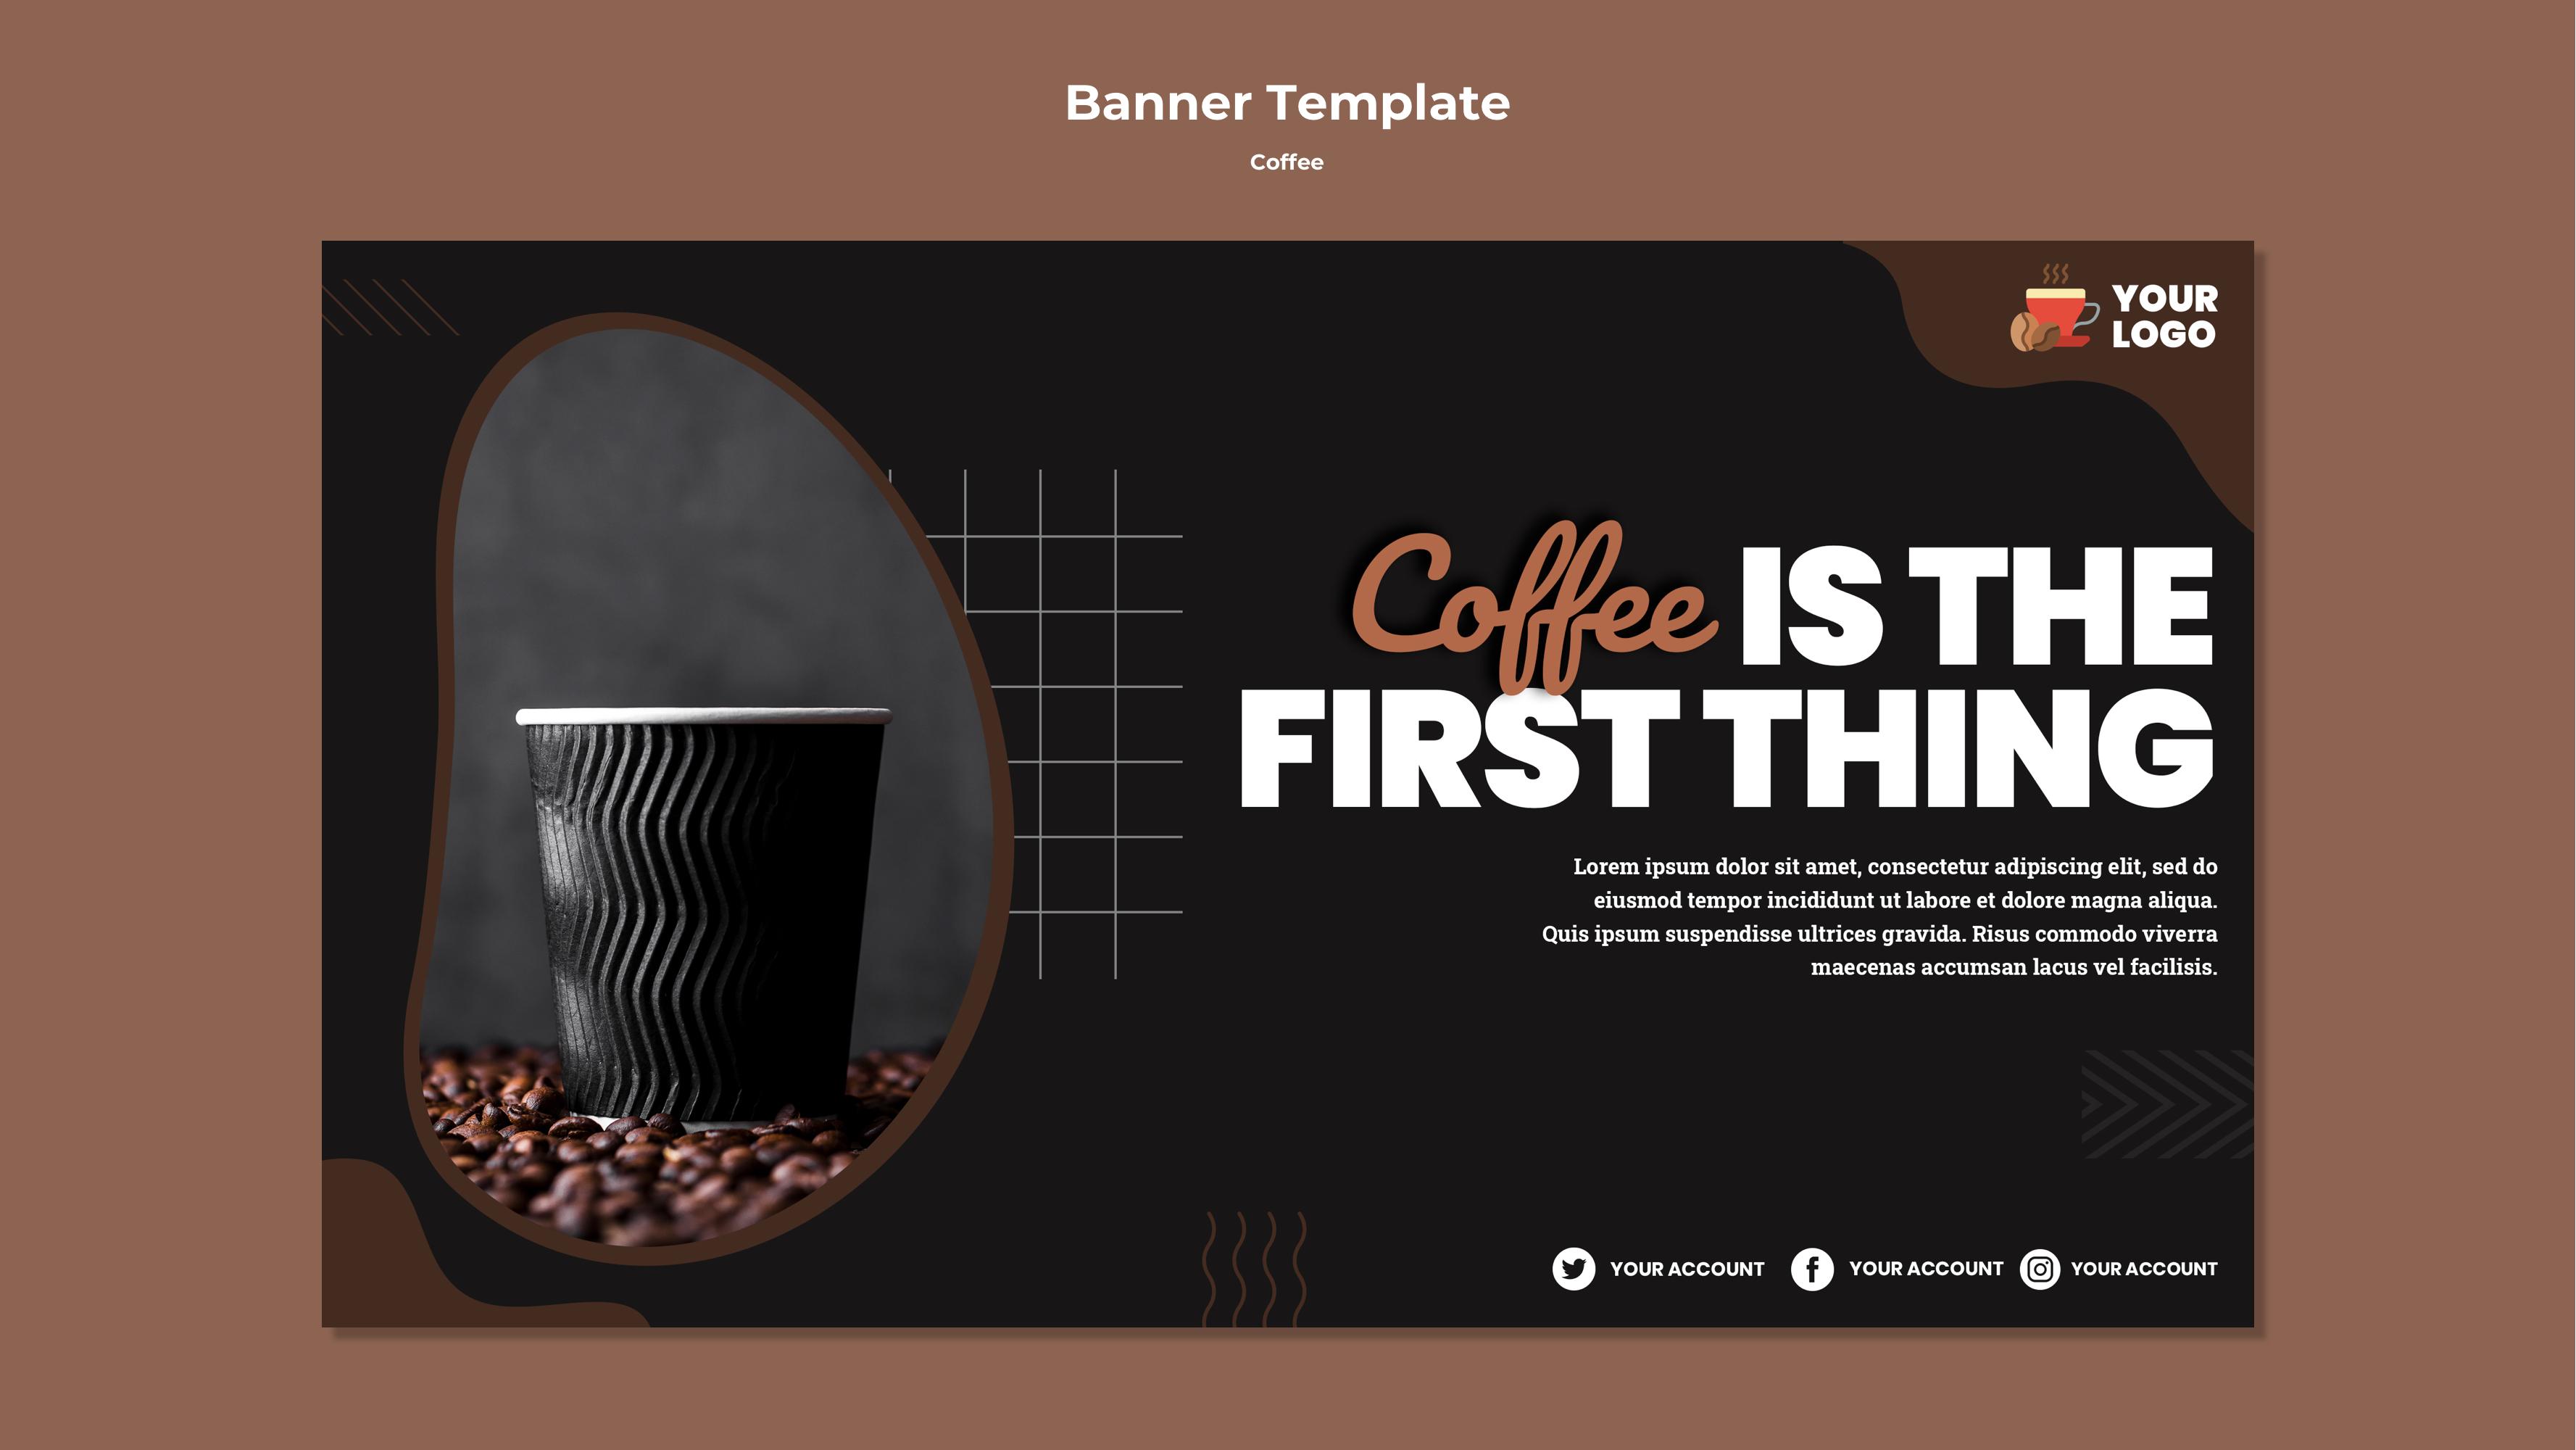 Banner Template
Coffee
YOUR
LOGO
Coffee IS THE
FIRST THING
Lorem ipsum dolor sit amet, consectetur adipiscing elit, sed do
eiusmod tempor incididunt ut labore et dolore magna aliqua.
Quis ipsum suspendisse ultrices gravida. Risus commodo viverra
maecenas accumsan lacus vel facilisis.
YOUR ACCOUNT YOUR ACCOUNT YOUR ACCOUNT